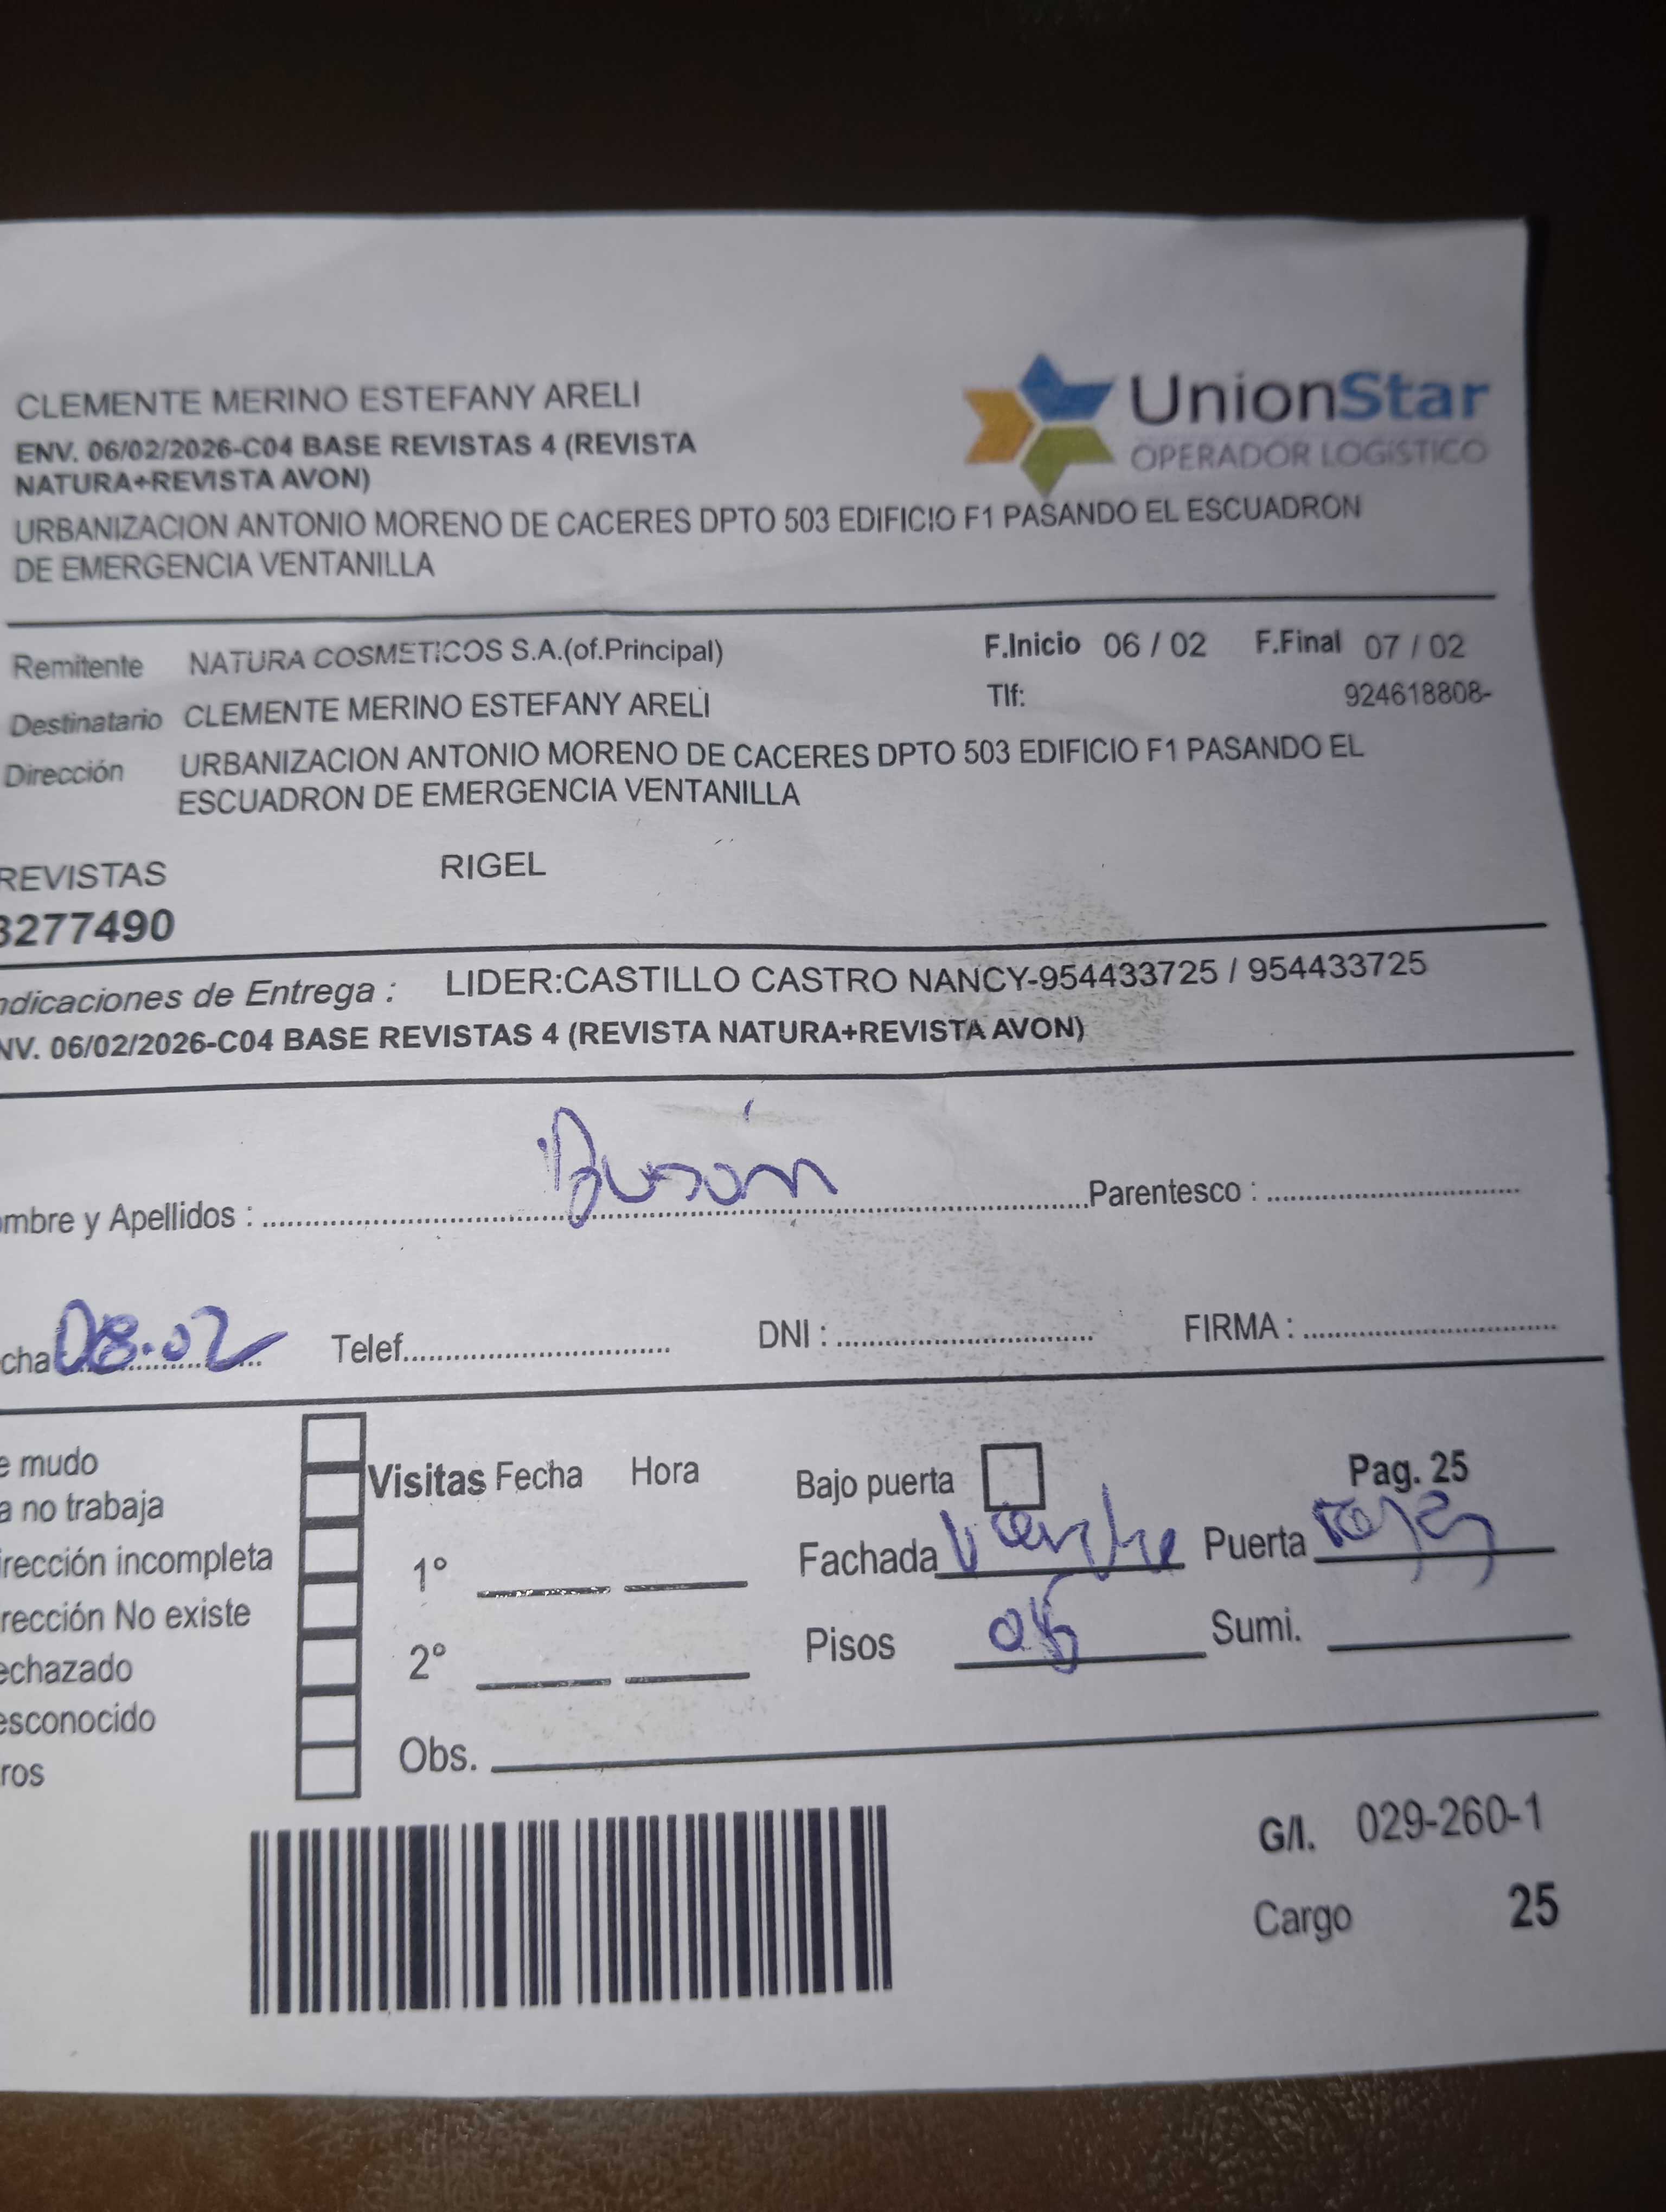 CLEMENTE MERINO ESTEFANY ARELI
ENV. 06/02/2026-C04 BASE REVISTAS 4 (REVISTA
NATURA+REVISTA AVON)
URBANIZACION ANTONIO MORENO DE CACERES DPTO 503 EDIFICIO F1 PASANDO EL ESCUADRON
DE EMERGENCIA VENTANILLA
UnionStar
OPERADOR LOGÍSTICO
Remitente NATURA COSMETICOS S.A.(of.Principal) F.Inicio 06 / 02 F.Final 07 / 02
Destinatario CLEMENTE MERINO ESTEFANY ARELI Tlf: 924618808-
Dirección URBANIZACION ANTONIO MORENO DE CACERES DPTO 503 EDIFICIO F1 PASANDO EL
ESCUADRON DE EMERGENCIA VENTANILLA
REVISTAS RIGEL
3277490
ndicaciones de Entrega : LIDER:CASTILLO CASTRO NANCY-954433725 / 954433725
NV. 06/02/2026-C04 BASE REVISTAS 4 (REVISTA NATURA+REVISTA AVON)
ombre y Apellidos : Parentesco :
cha 08.02 Telef. DNI : FIRMA :
e mudo
a no trabaja
irección incompleta
rección No existe
echazado
esconocido
ros
Visitas Fecha Hora
1°
2°
Obs.
Bajo puerta Pag. 25
Fachada Puerta
Pisos Sumi.
G/I. 029-260-1
Cargo 25